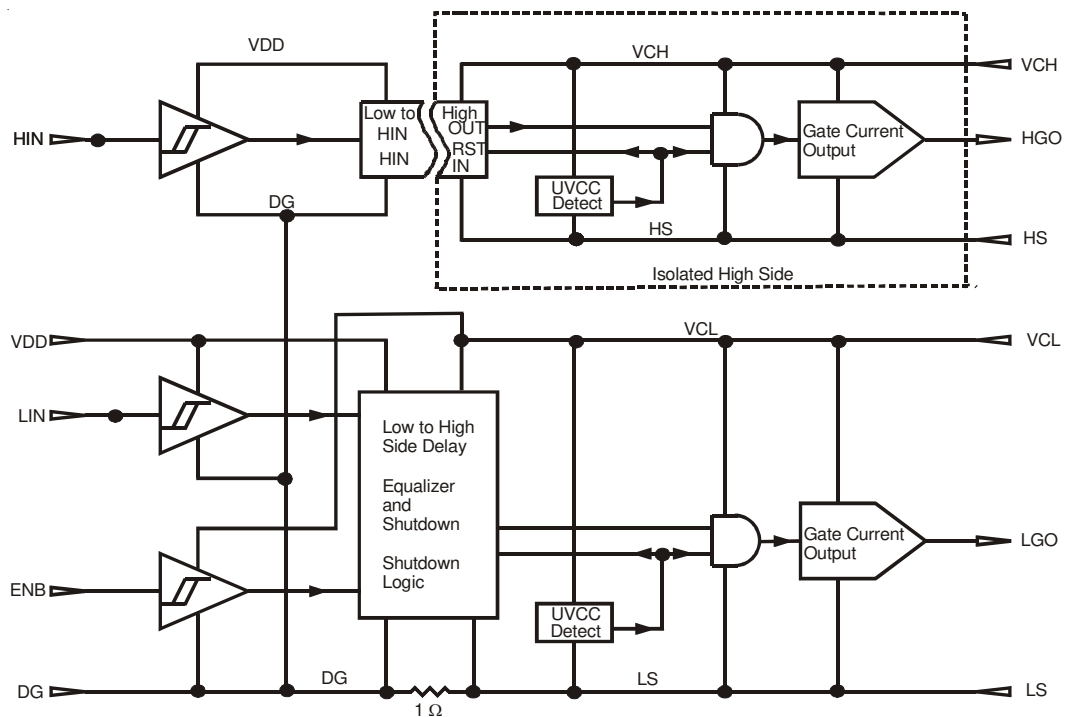 VDD
VCH
VCH
HIN
Low to
HIN
HIN
High
OUT
RST
IN
Gate Current
Output
HGO
UVCC
Detect
DG
HS
HS
Isolated High Side
VDD
VCL
VCL
LIN
Low to High
Side Delay
Equalizer
and
Shutdown
Shutdown
Logic
Gate Current
Output
LGO
ENB
UVCC
Detect
DG
DG
LS
LS
1 Ω